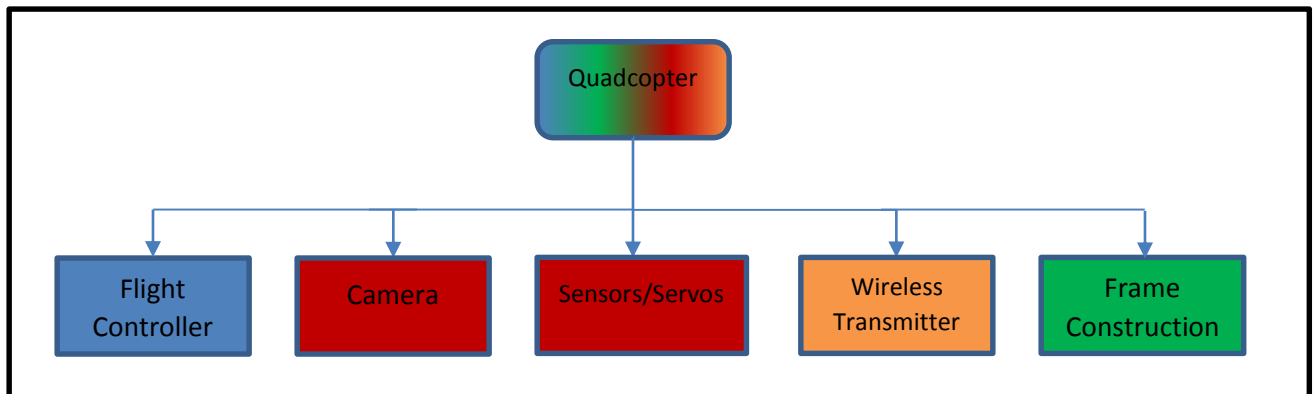 Quadcopter
Flight
Controller
Camera
Sensors/Servos
Wireless
Transmitter
Frame
Construction